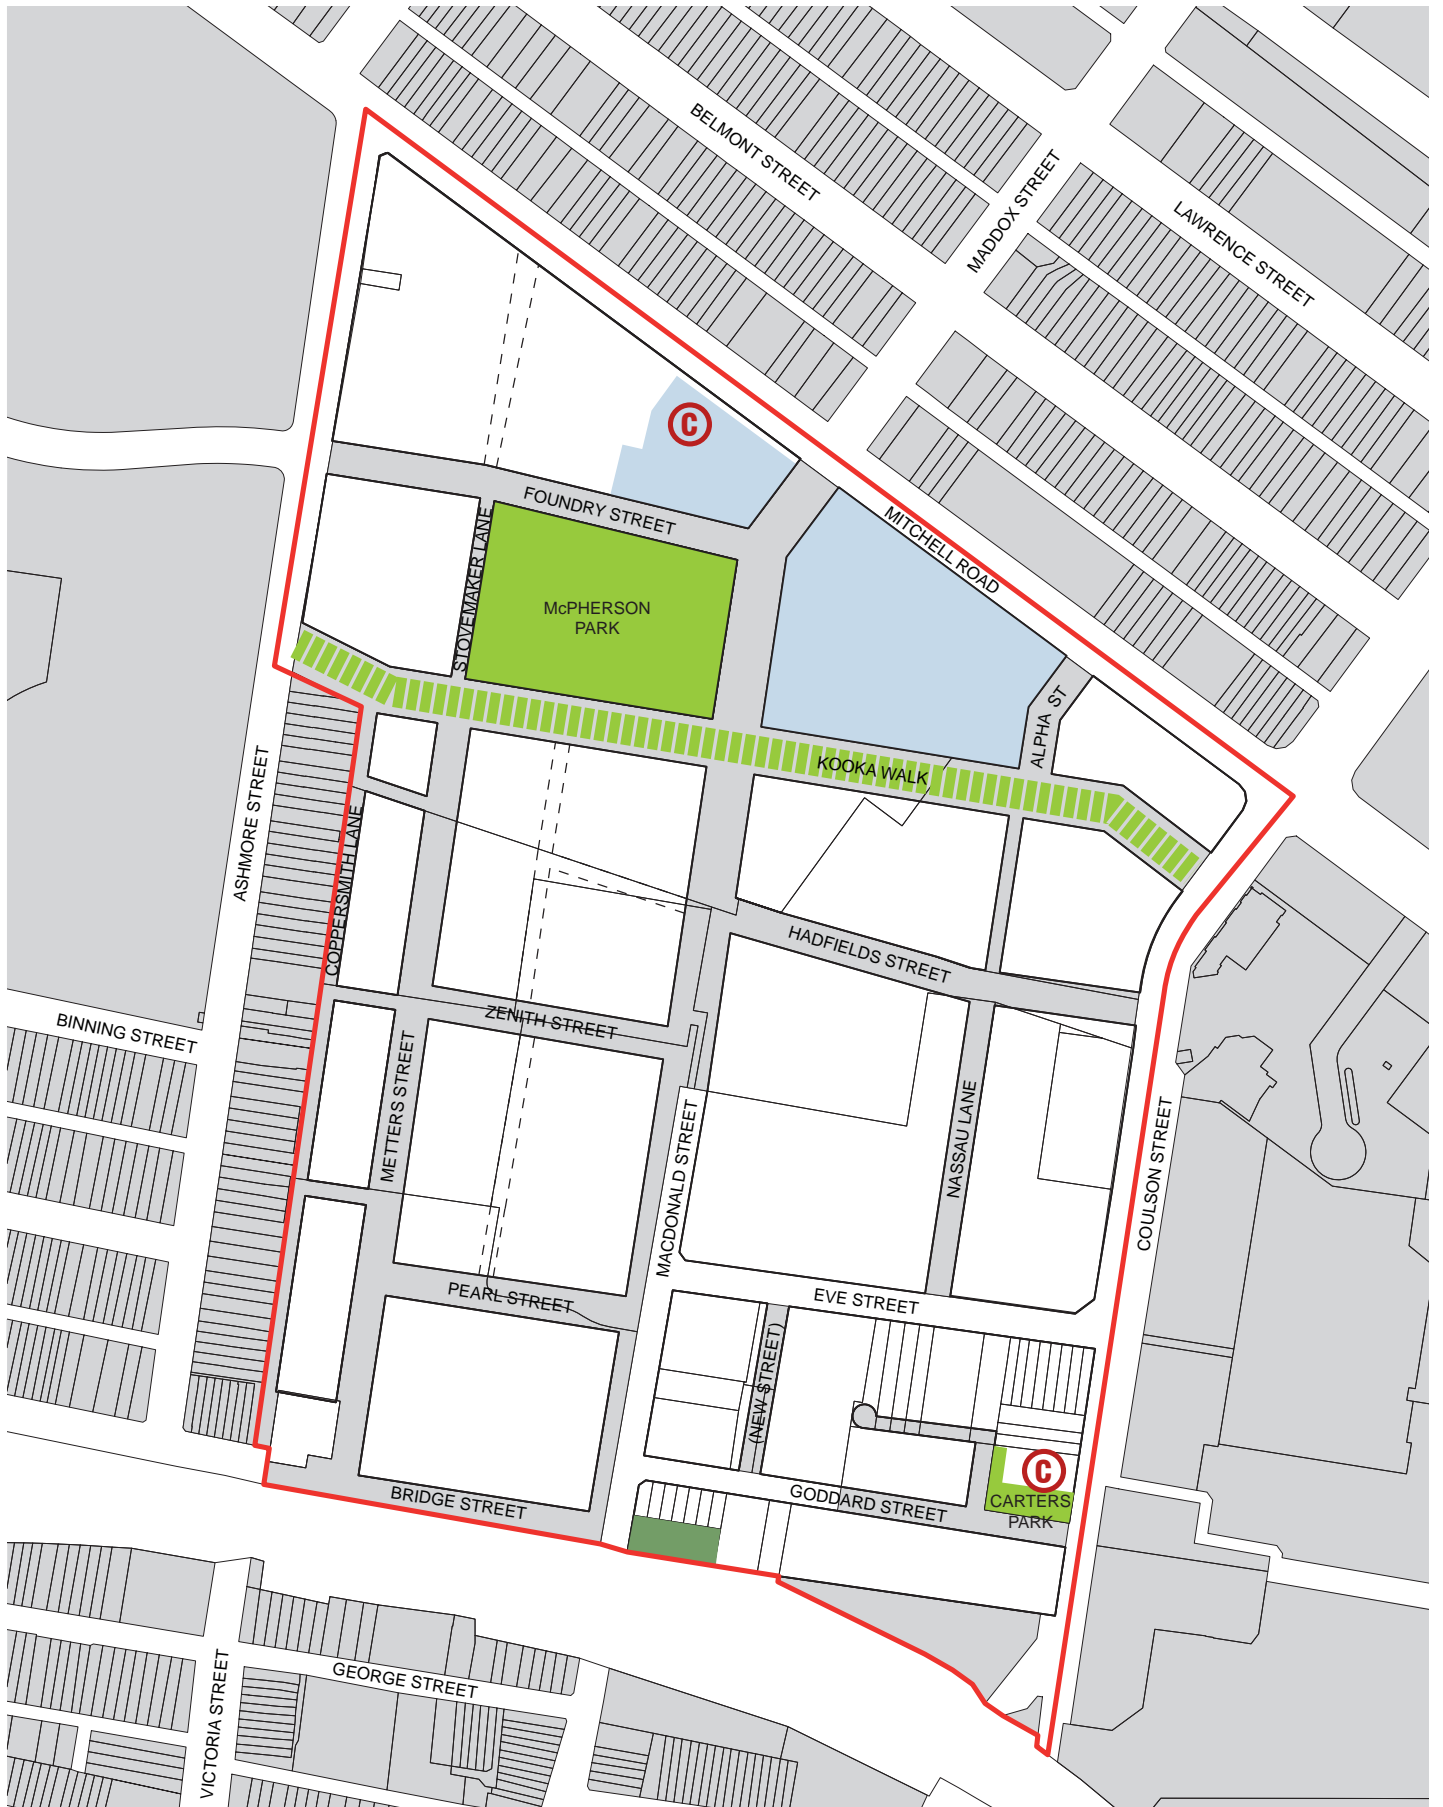 BELMONT STREET
MADDOX STREET
LAWRENCE STREET
C
FOUNDRY STREET
MITCHELL ROAD
STOVEMAKER LANE
McPHERSON
PARK
ALPHA ST
KOOKA WALK
ASHMORE STREET
COPPERSMITH LANE
HADFIELDS STREET
BINNING STREET
ZENITH STREET
METTERS STREET
NASSAU LANE
MACDONALD STREET
COULSON STREET
PEARL STREET
EVE STREET
(NEW STREET)
C
BRIDGE STREET
GODDARD STREET
CARTERS
PARK
GEORGE STREET
VICTORIA STREET